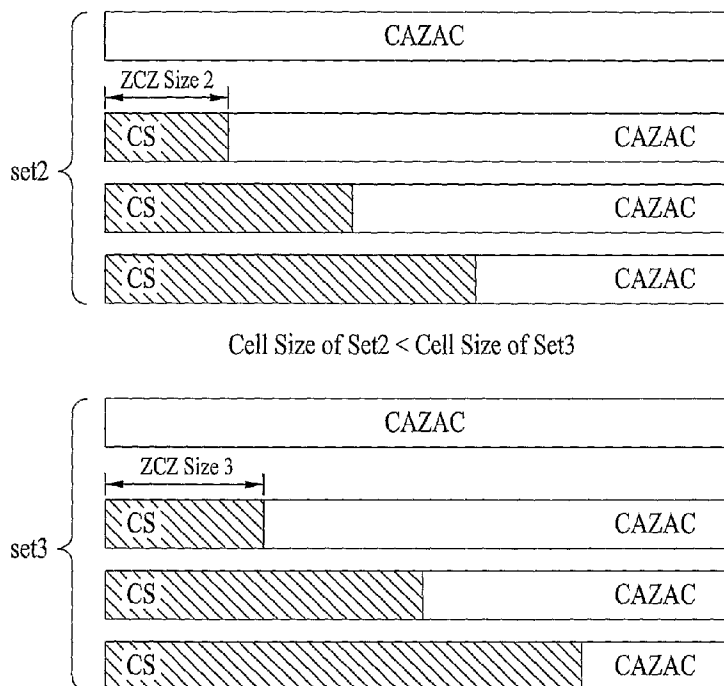 CAZAC
ZCZ Size 2
CS CAZAC
set2
CS CAZAC
CS CAZAC
Cell Size of Set2 < Cell Size of Set3
CAZAC
ZCZ Size 3
CS CAZAC
set3
CS CAZAC
CS CAZAC